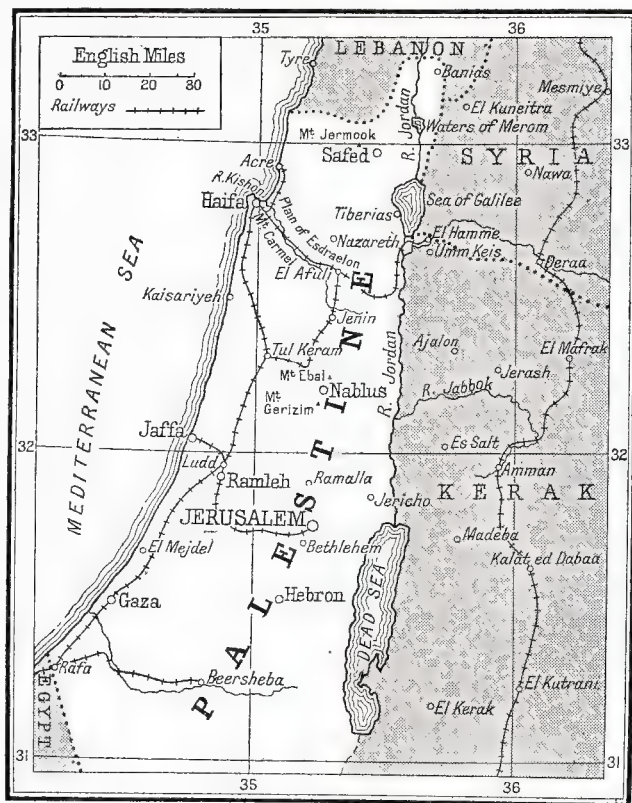 35
36
English Miles
0 10 20 30
Railways
LEBANON
Tyre
Banias
Mesmiye
El Kuneitra
Waters of Merom
33
33
R. Jordan
Mt Jermook
Safed
SYRIA
Nawa
Acre
R. Kishon
Haifa
Mt Carmel
Plain of Esdraelon
Tiberias
Sea of Galilee
Nazareth
El Hamme
Umm Keis
Deraa
El Afuli
MEDITERRANEAN SEA
Kaisariyeh
Jenin
Tul Keram
Ajalon
El Mafrak
Mt Ebal
Jerash
Nablus
Mt
Gerizim
R. Jordan
R. Jabbok
Jaffa
32
32
Es Salt
Ludd
Ramleh
Ramalla
Amman
Jericho
KERAK
JERUSALEM
El Mejdel
Bethlehem
Madeba
Kalat ed Dabaa
Gaza
Hebron
DEAD SEA
PALESTINE
Rafa
Beersheba
El Kutrani
EGYPT
El Kerak
31
31
35
36